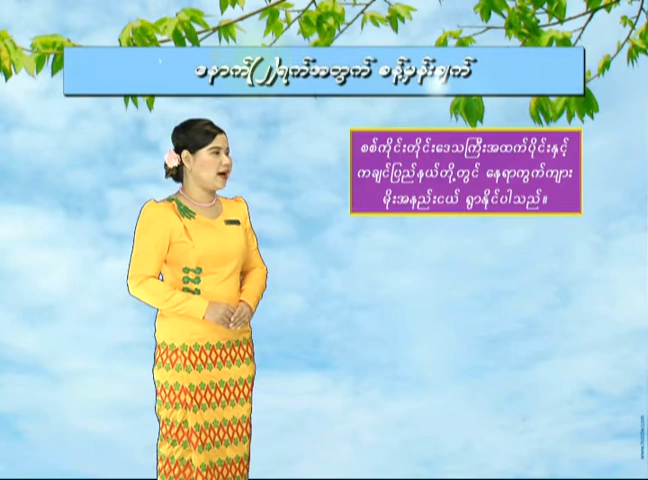 နောက်(၂)ရက်အတွက် ခန့်မှန်းချက်
စစ်ကိုင်းတိုင်းဒေသကြီးအထက်ပိုင်းနှင့်
ကချင်ပြည်နယ်တို့တွင် နေရာကွက်ကျား
မိုးအနည်းငယ် ရွာနိုင်ပါသည်။